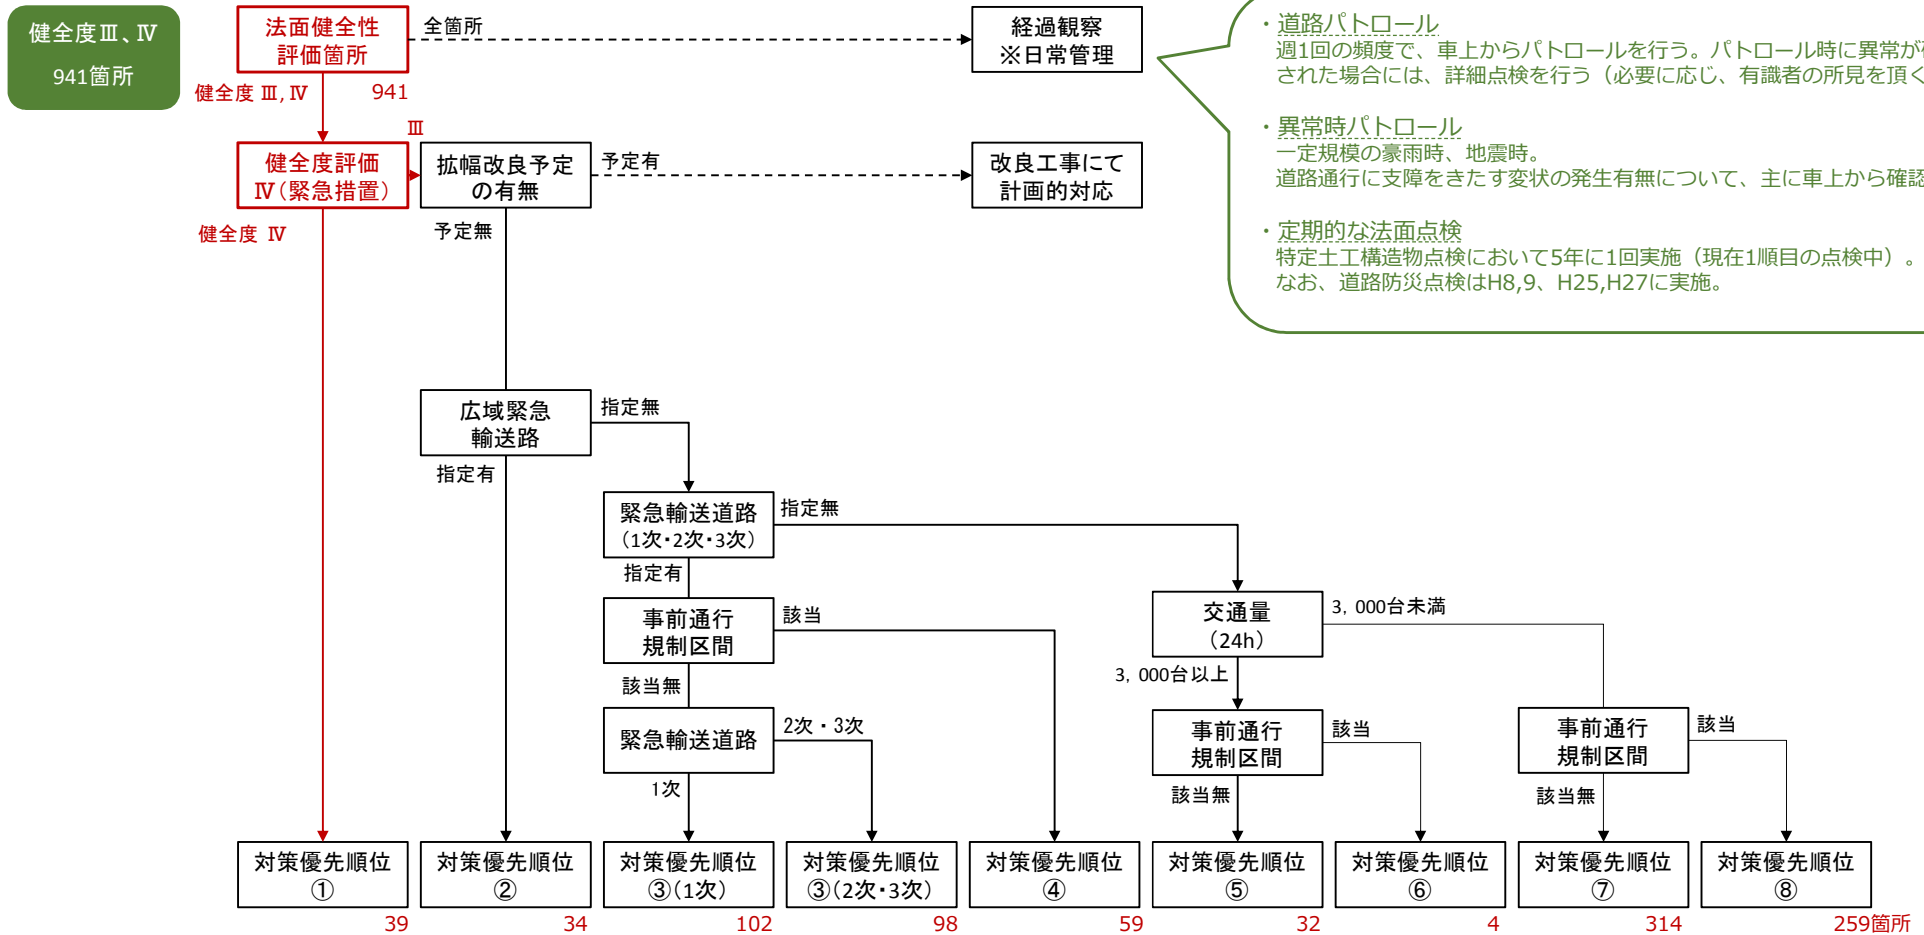 健全度Ⅲ、Ⅳ
941箇所
法面健全性
評価箇所
全箇所
経過観察
※日常管理
健全度 Ⅲ, Ⅳ
941
Ⅲ
健全度評価
Ⅳ（緊急措置）
拡幅改良予定
の有無
予定有
改良工事にて
計画的対応
健全度 Ⅳ
予定無
・道路パトロール
週1回の頻度で、車上からパトロールを行う。パトロール時に異常が
された場合には、詳細点検を行う（必要に応じ、有識者の所見を頂く
・異常時パトロール
一定規模の豪雨時、地震時。
道路通行に支障をきたす変状の発生有無について、主に車上から確認
・定期的な法面点検
特定土工構造物点検において5年に1回実施（現在1順目の点検中）。
なお、道路防災点検はH8,9、H25,H27に実施。
広域緊急
輸送路
指定無
指定有
緊急輸送道路
（1次・2次・3次）
指定無
指定有
事前通行
規制区間
該当
該当無
緊急輸送道路
2次・3次
1次
交通量
（24h）
3，000台未満
3，000台以上
事前通行
規制区間
該当
該当無
事前通行
規制区間
該当
該当無
対策優先順位
①
39
対策優先順位
②
34
対策優先順位
③（1次）
102
対策優先順位
③（2次・3次）
98
対策優先順位
④
59
対策優先順位
⑤
32
対策優先順位
⑥
4
対策優先順位
⑦
314
対策優先順位
⑧
259箇所